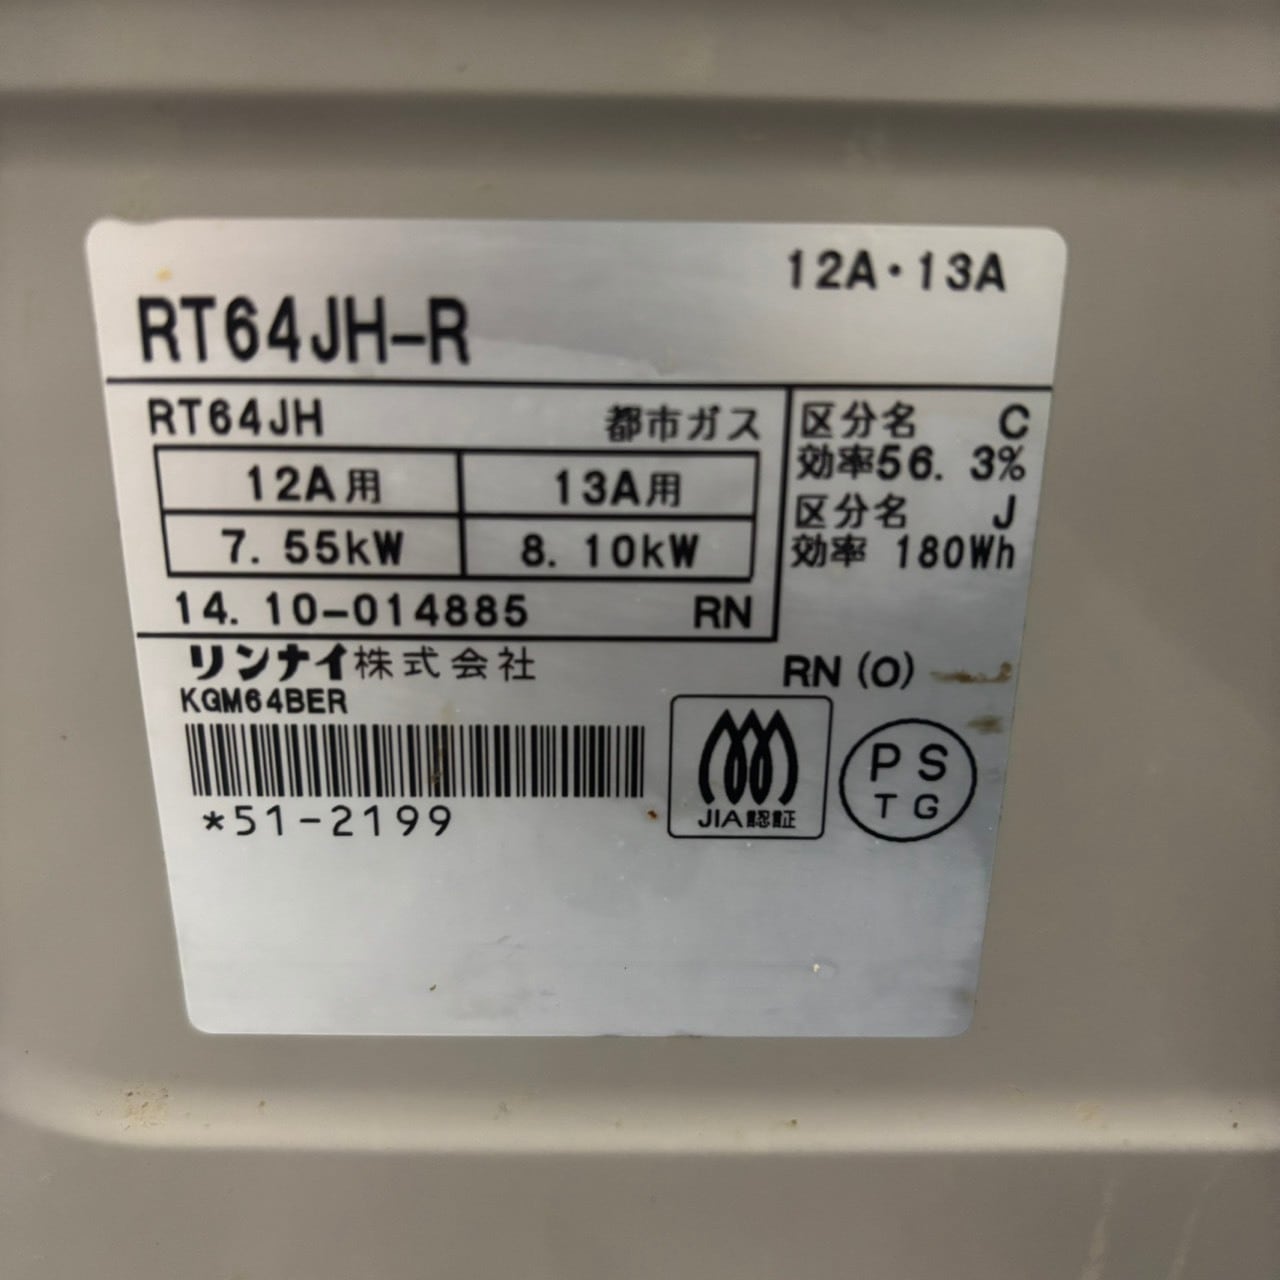 12A・13A
RT64JH-R
RT64JH 都市ガス
12A用 13A用
7.55kW 8.10kW
14.10-014885 RN
区分名 C
効率56.3%
区分名 J
効率 180Wh
リンナイ株式会社
RN(O)
KGM64BER
*51-2199
JIA認証
PS
TG